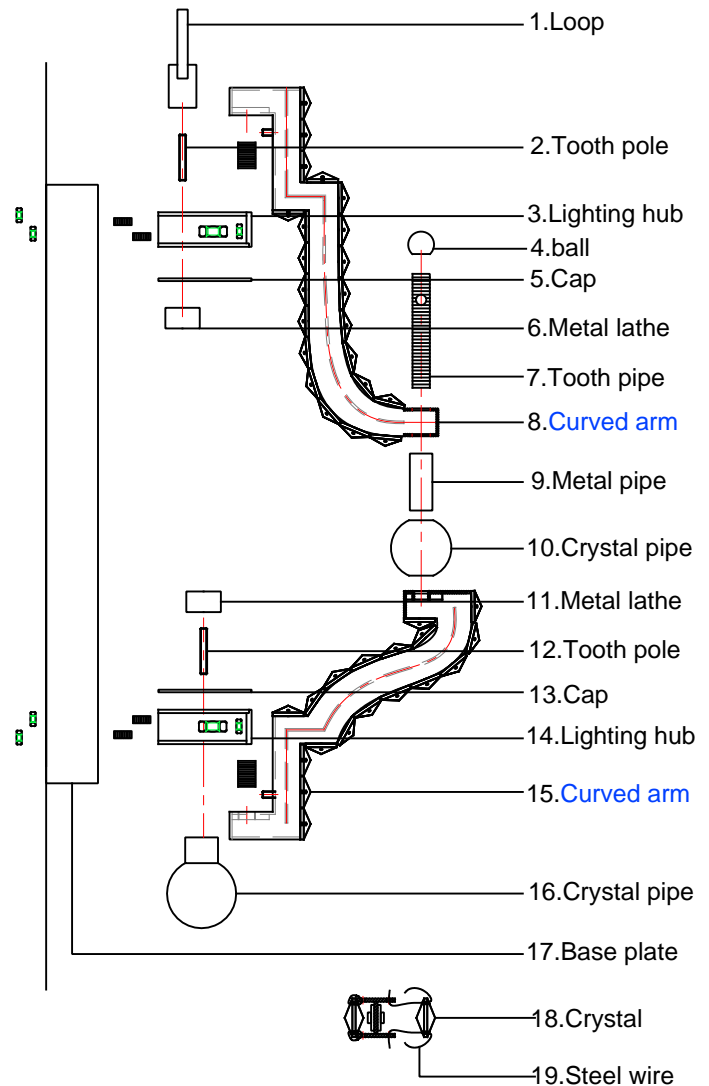 1.Loop
2.Tooth pole
3.Lighting hub
4.ball
5.Cap
6.Metal lathe
7.Tooth pipe
8.Curved arm
9.Metal pipe
10.Crystal pipe
11.Metal lathe
12.Tooth pole
13.Cap
14.Lighting hub
15.Curved arm
16.Crystal pipe
17.Base plate
18.Crystal
19.Steel wire